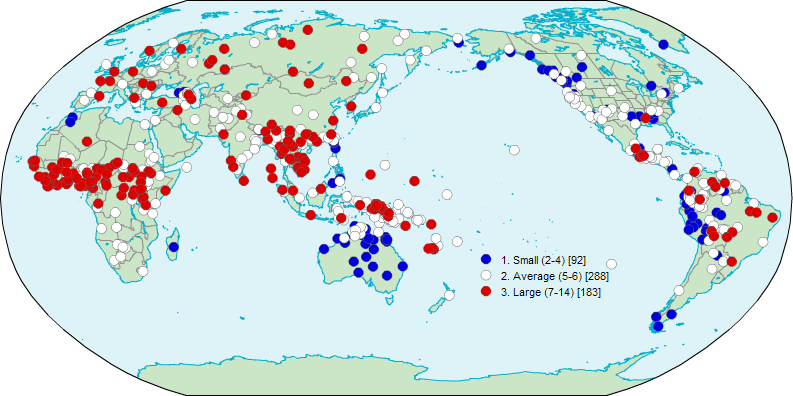 1. Small (2-4) [92]
2. Average (5-6) [288]
3. Large (7-14) [183]